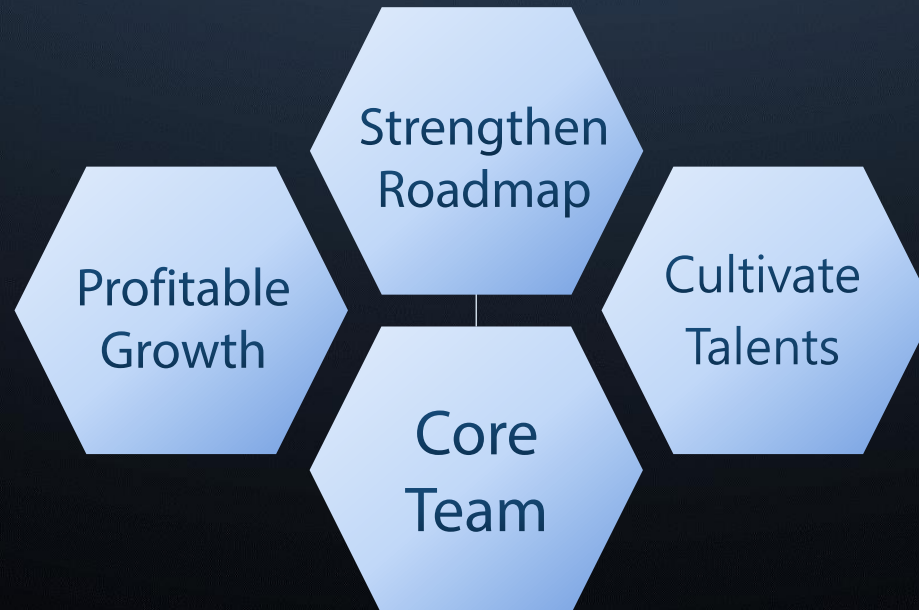 Strengthen
Roadmap
Profitable
Growth
Cultivate
Talents
Core
Team